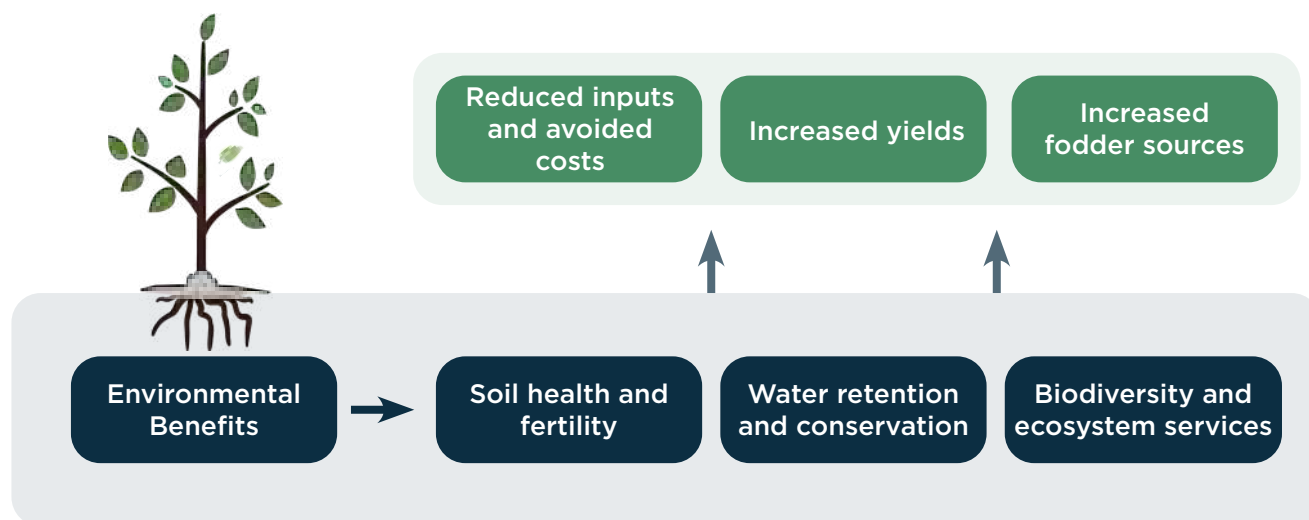 Reduced inputs
and avoided
costs
Increased yields
Increased
fodder sources
Environmental
Benefits
Soil health and
fertility
Water retention
and conservation
Biodiversity and
ecosystem services